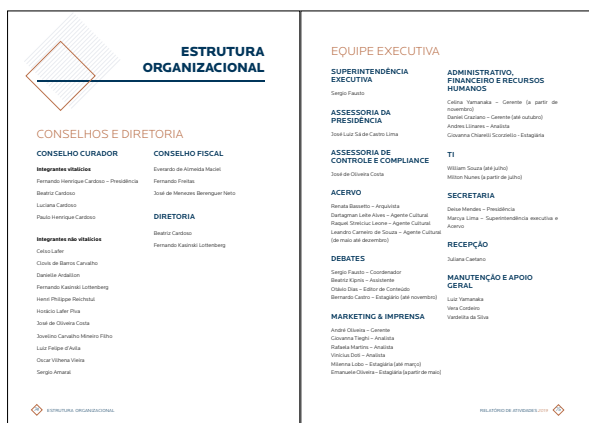 ESTRUTURA
ORGANIZACIONAL
CONSELHOS E DIRETORIA
CONSELHO CURADOR
Integrantes vitalícios
Fernando Henrique Cardoso – Presidência
Beatriz Cardoso
Luciana Cardoso
Paulo Henrique Cardoso
Integrantes não vitalícios
Celso Lafer
Clovis de Barros Carvalho
Danielle Ardaillon
Fernando Kasinski Lottenberg
Henri Philippe Reichstul
Horácio Lafer Piva
José de Oliveira Costa
Jovelino Carvalho Mineiro Filho
Luiz Felipe d'Avila
Oscar Vilhena Vieira
Sergio Amaral
CONSELHO FISCAL
Everardo de Almeida Maciel
Fernando Freitas
José de Menezes Berenguer Neto
DIRETORIA
Beatriz Cardoso
Fernando Kasinski Lottenberg
ESTRUTURA ORGANIZACIONAL
EQUIPE EXECUTIVA
SUPERINTENDÊNCIA
EXECUTIVA
Sergio Fausto
ASSESSORIA DA
PRESIDÊNCIA
José Luiz Sá de Castro Lima
ASSESSORIA DE
CONTROLE E COMPLIANCE
José de Oliveira Costa
ACERVO
Renata Bassetto – Arquivista
Dartagman Leite Alves – Agente Cultural
Raquel Streicius Leone – Agente Cultural
Leandro Carneiro de Souza – Agente Cultural
(de maio até dezembro)
DEBATES
Sergio Fausto – Coordenador
Beatriz Kipnis – Assistente
Otávio Dias – Editor de Conteúdo
Bernardo Castro – Estagiário (até novembro)
MARKETING & IMPRENSA
André Oliveira – Gerente
Giovanna Tieghi – Analista
Rafaela Martins – Analista
Vinicius Doti – Analista
Milenna Lobo – Estagiária (até março)
Emanuele Oliveira – Estagiária (a partir de maio)
ADMINISTRATIVO,
FINANCEIRO E RECURSOS
HUMANOS
Celina Yamanaka – Gerente (a partir de
novembro)
Daniel Graziano – Gerente (até outubro)
Andres Llinares – Analista
Giovanna Chiarelli Scorziello - Estagiária
TI
William Souza (até julho)
Milton Nunes (a partir de julho)
SECRETARIA
Deise Mendes – Presidência
Marcya Lima – Superintendência executiva e
Acervo
RECEPÇÃO
Juliana Caetano
MANUTENÇÃO E APOIO
GERAL
Luiz Yamanaka
Vera Cordeiro
Vardelita da Silva
RELATÓRIO DE ATIVIDADES